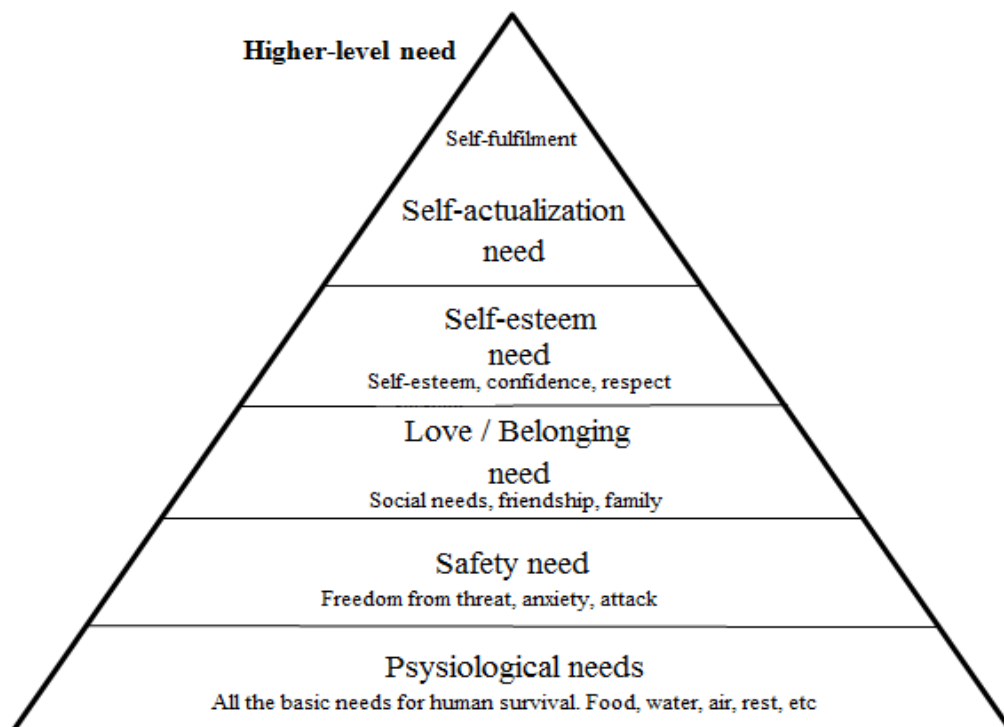 Higher-level need
Self-fulfilment
Self-actualization
need
Self-esteem
need
Self-esteem, confidence, respect
Love / Belonging
need
Social needs, friendship, family
Safety need
Freedom from threat, anxiety, attack
Psysiological needs
All the basic needs for human survival. Food, water, air, rest, etc